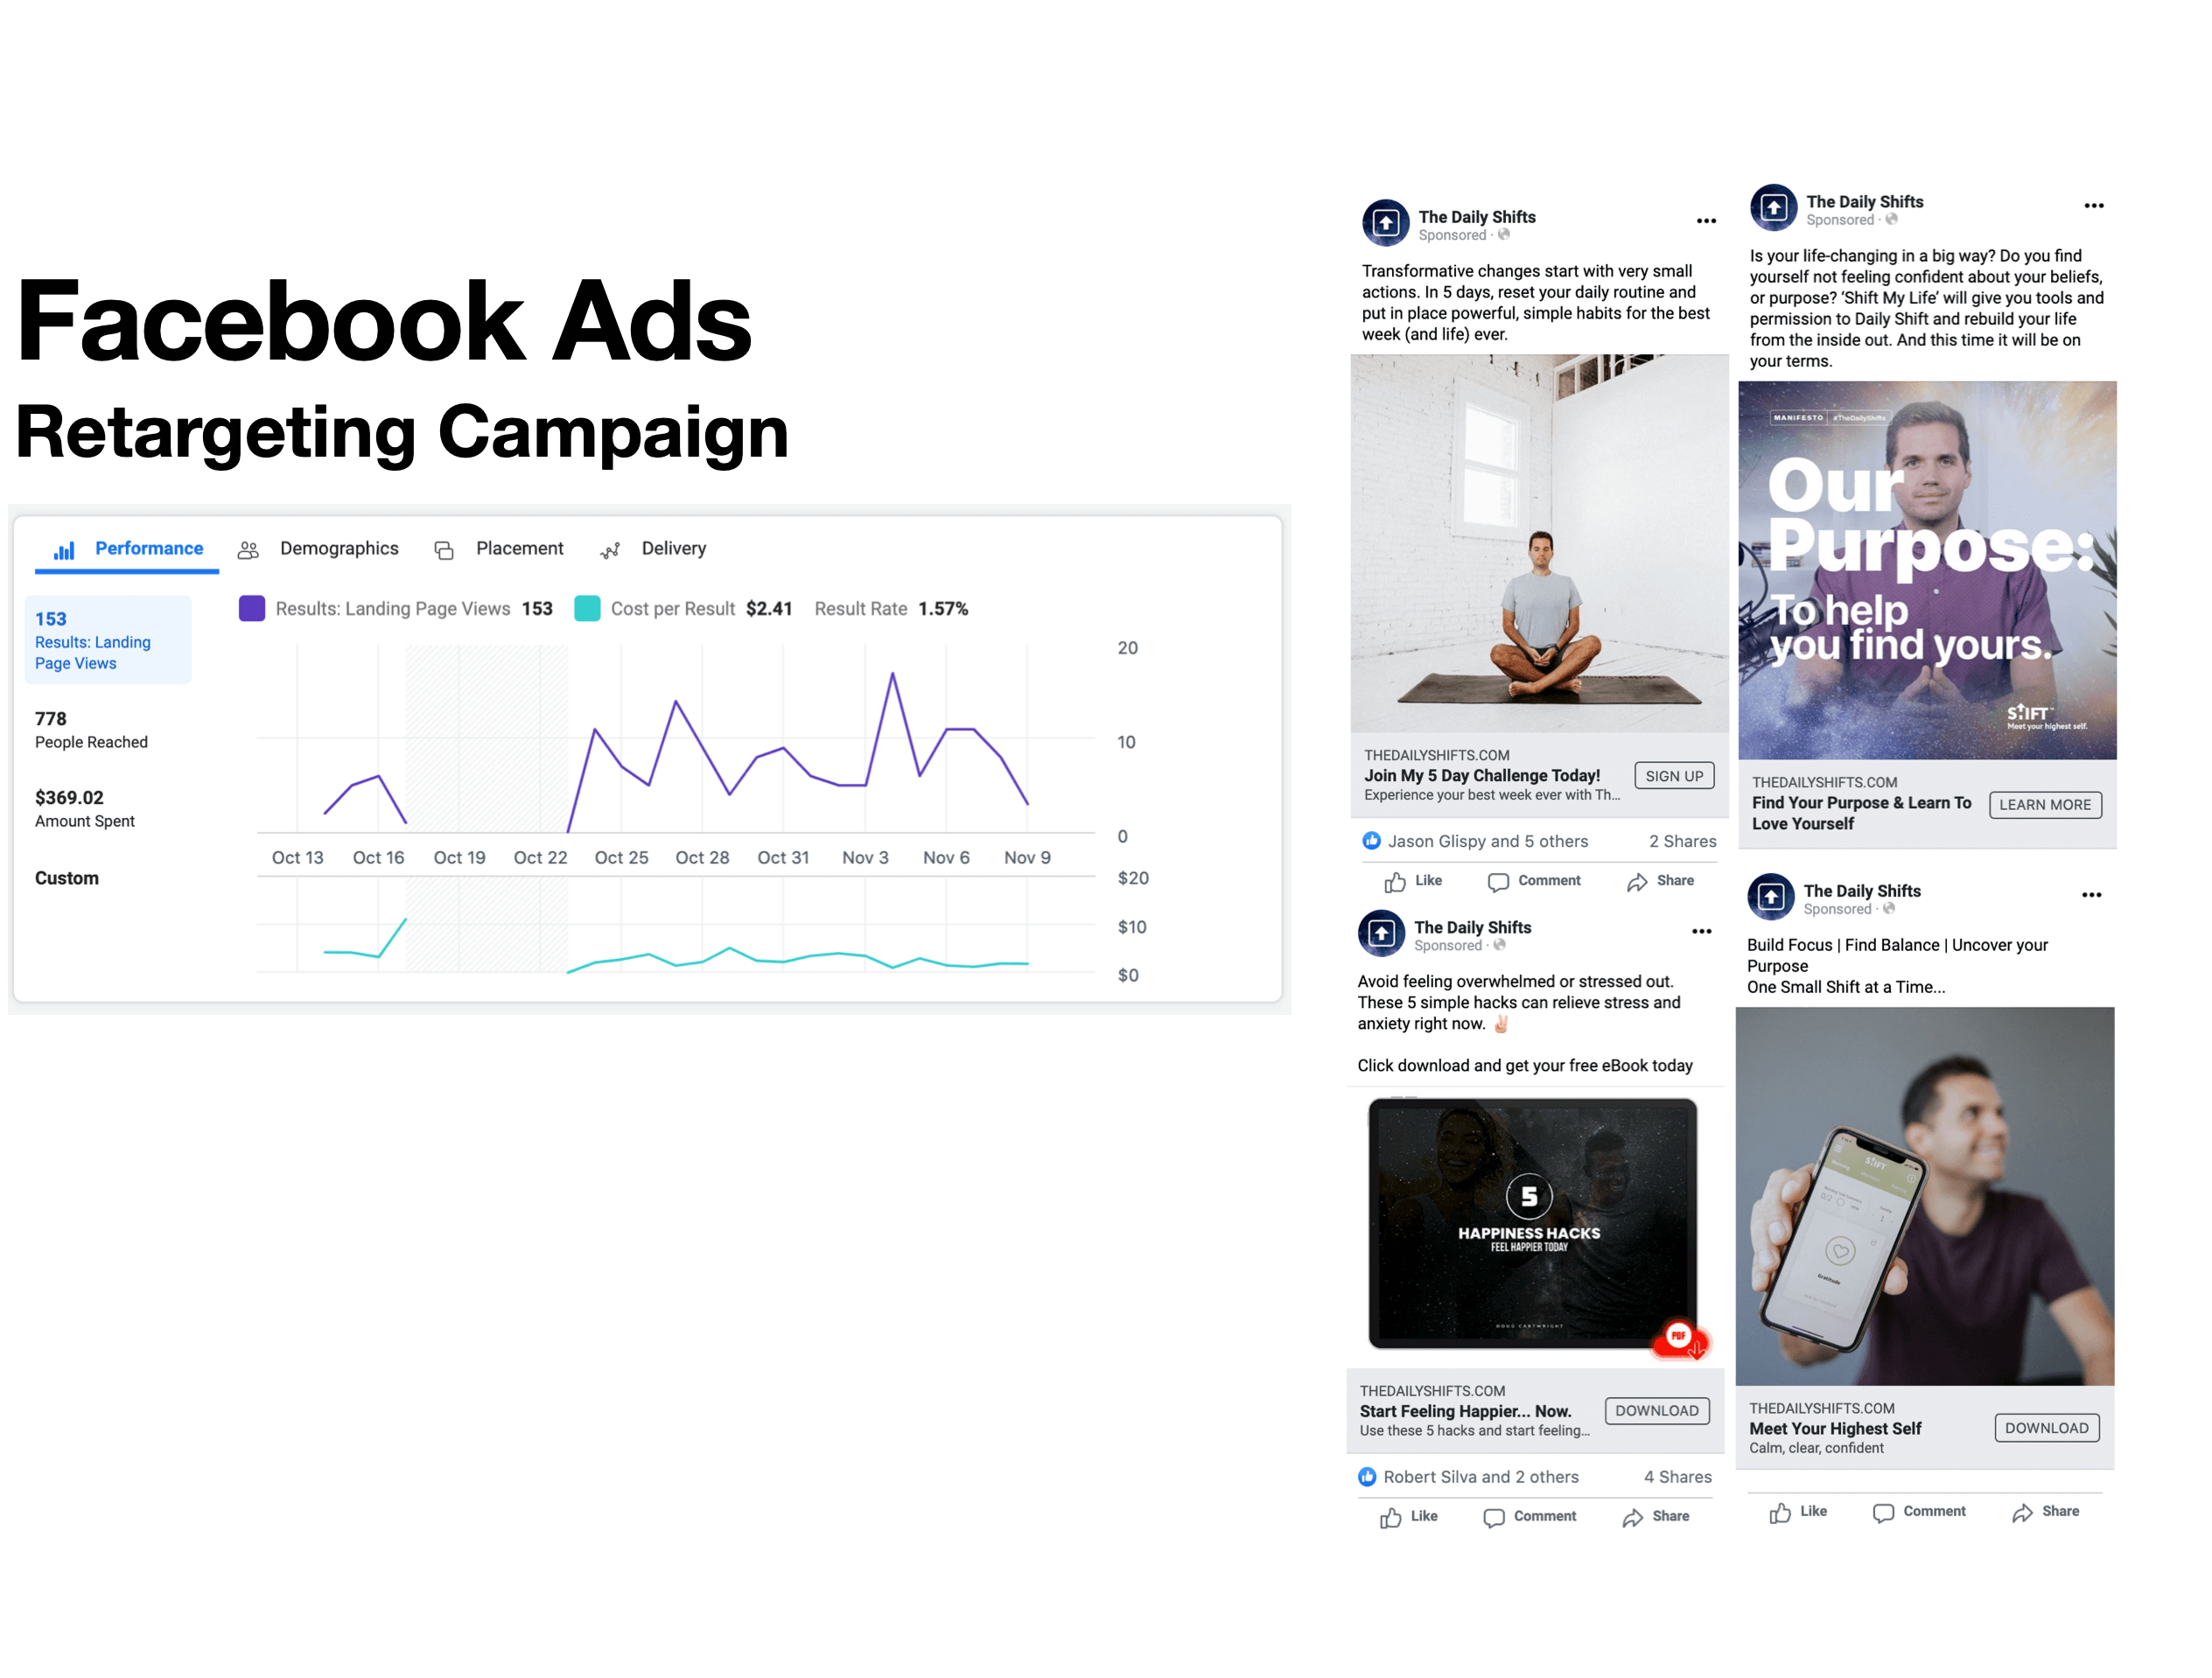 Facebook Ads
Retargeting Campaign
Performance
Demographics
Placement
Delivery
153
Results: Landing
Page Views
778
People Reached
$369.02
Amount Spent
Custom
Results: Landing Page Views 153
Cost per Result $2.41
Result Rate 1.57%
20
10
0
Oct 13
Oct 16
Oct 19
Oct 22
Oct 25
Oct 28
Oct 31
Nov 3
Nov 6
Nov 9
$20
$10
$0
The Daily Shifts
Sponsored ·
Transformative changes start with very small
actions. In 5 days, reset your daily routine and
put in place powerful, simple habits for the best
week (and life) ever.
THEDAILYSHIFTS.COM
Join My 5 Day Challenge Today!
Experience your best week ever with Th...
SIGN UP
Jason Glispy and 5 others
2 Shares
Like
Comment
Share
The Daily Shifts
Sponsored ·
Is your life-changing in a big way? Do you find
yourself not feeling confident about your beliefs,
or purpose? ‘Shift My Life’ will give you tools and
permission to Daily Shift and rebuild your life
from the inside out. And this time it will be on
your terms.
MANIFESTO #TheDailyShifts
Our
Purpose:
To help
you find yours.
SHIFT™
Meet your highest self.
THEDAILYSHIFTS.COM
Find Your Purpose & Learn To
Love Yourself
LEARN MORE
The Daily Shifts
Sponsored ·
Avoid feeling overwhelmed or stressed out.
These 5 simple hacks can relieve stress and
anxiety right now. ✌🏻
Click download and get your free eBook today
5
HAPPINESS HACKS
FEEL HAPPIER TODAY
DOUG CARTWRIGHT
PDF
THEDAILYSHIFTS.COM
Start Feeling Happier... Now.
Use these 5 hacks and start feeling...
DOWNLOAD
Robert Silva and 2 others
4 Shares
Like
Comment
Share
The Daily Shifts
Sponsored ·
Build Focus | Find Balance | Uncover your
Purpose
One Small Shift at a Time...
SHIFT
Gratitude
THEDAILYSHIFTS.COM
Meet Your Highest Self
Calm, clear, confident
DOWNLOAD
Like
Comment
Share